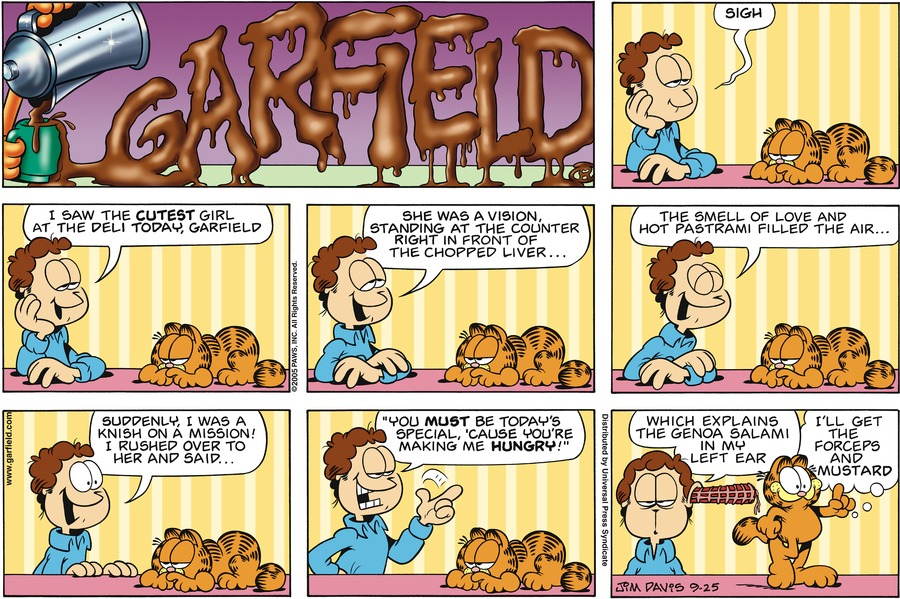 GARFIELD
SIGH
I SAW THE CUTEST GIRL
AT THE DELI TODAY, GARFIELD
©2005 PAWS, INC. All Rights Reserved.
SHE WAS A VISION,
STANDING AT THE COUNTER
RIGHT IN FRONT OF
THE CHOPPED LIVER...
THE SMELL OF LOVE AND
HOT PASTRAMI FILLED THE AIR...
www.garfield.com
SUDDENLY, I WAS A
KNISH ON A MISSION!
I RUSHED OVER TO
HER AND SAID...
"YOU MUST BE TODAY'S
SPECIAL, 'CAUSE YOU'RE
MAKING ME HUNGRY!"
Distributed by Universal Press Syndicate
WHICH EXPLAINS
THE GENOA SALAMI
IN MY
LEFT EAR
I'LL GET
THE
FORCEPS
AND
MUSTARD
JIM DAVIS 9-25